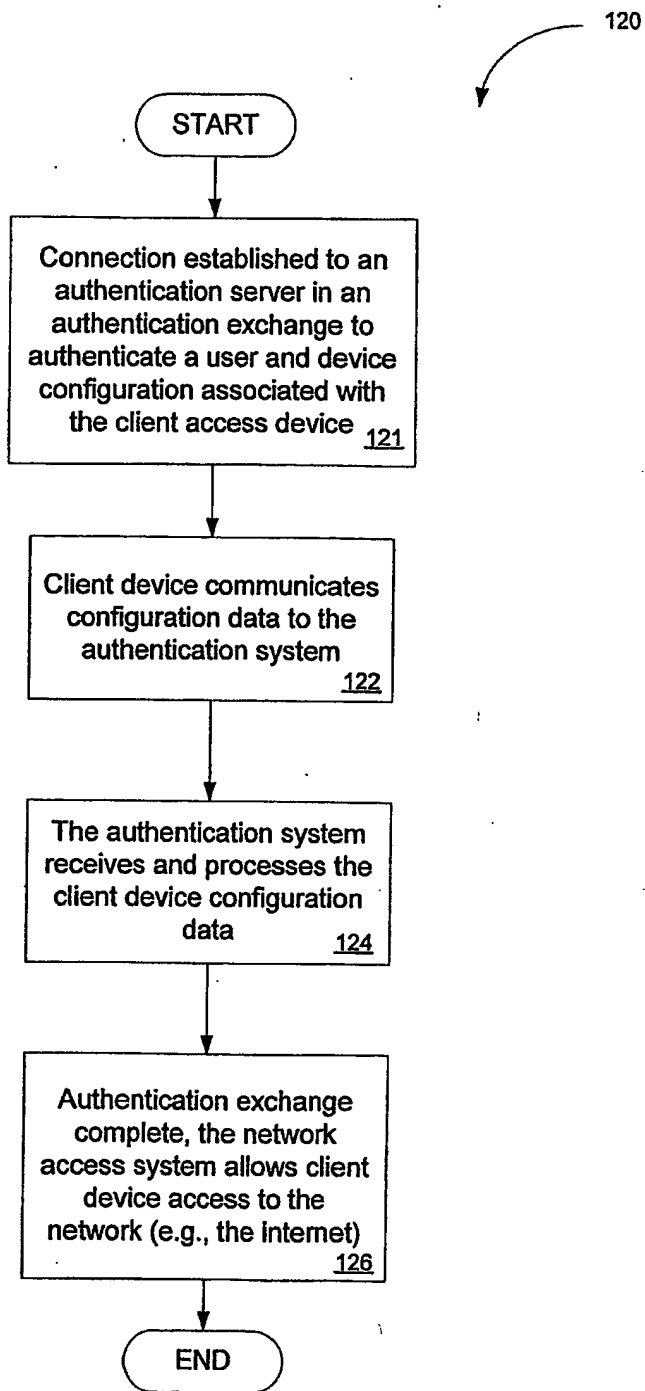 120
START
Connection established to an
authentication server in an
authentication exchange to
authenticate a user and device
configuration associated with
the client access device
121
Client device communicates
configuration data to the
authentication system
122
The authentication system
receives and processes the
client device configuration
data
124
Authentication exchange
complete, the network
access system allows client
device access to the
network (e.g., the internet)
126
END